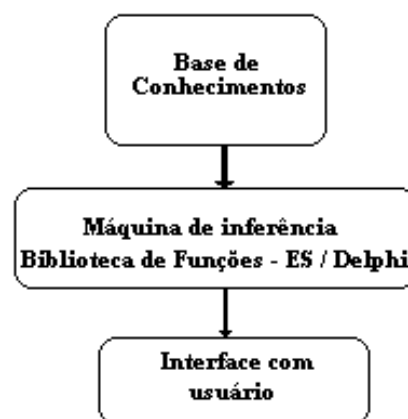 Base de
Conhecimentos
Máquina de inferência
Biblioteca de Funções - ES / Delphi
Interface com
usuário